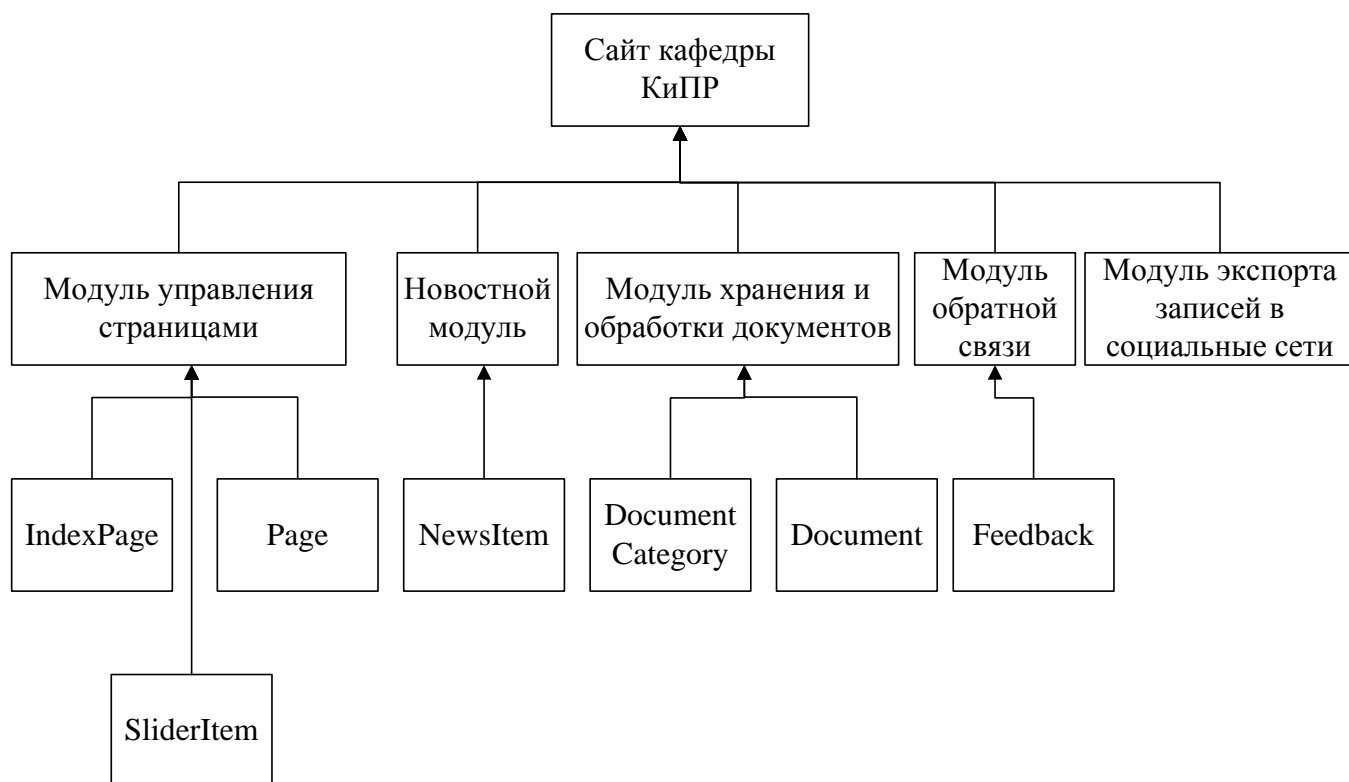 Сайт кафедры
КиПР
Модуль управления
страницами
Новостной
модуль
Модуль хранения и
обработки документов
Модуль
обратной
связи
Модуль экспорта
записей в
социальные сети
IndexPage
Page
NewsItem
Document
Category
Document
Feedback
SliderItem